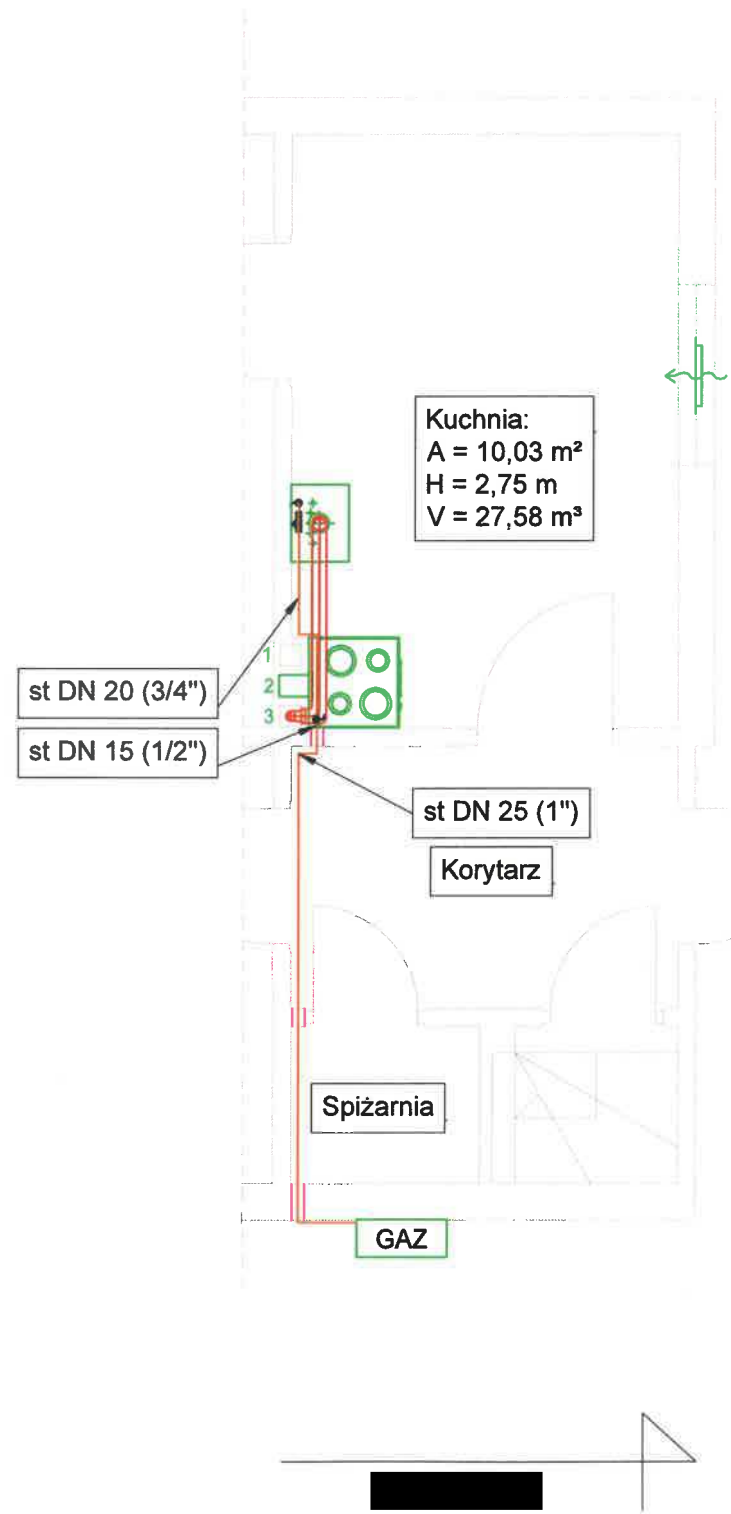 Kuchnia:
A = 10,03 m²
H = 2,75 m
V = 27,58 m³
1
2
3
st DN 20 (3/4")
st DN 15 (1/2")
st DN 25 (1")
Korytarz
Spiżarnia
GAZ